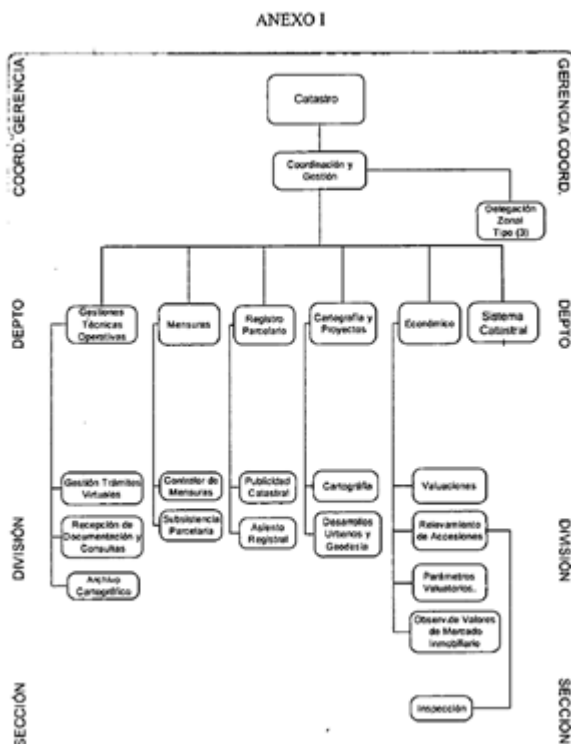 ANEXO I
COORD. GERENCIA
GERENCIA COORD.
Catastro
Coordinación y
Gestión
Delegación
Zonal
Tipo (3)
DEPTO
DEPTO
Gestiones
Técnicas
Operativas
Mensuras
Registro
Parcelario
Cartografía y
Proyectos
Económico
Sistema
Catastral
DIVISIÓN
DIVISIÓN
Gestión Trámites
Virtuales
Contralor de
Mensuras
Publicidad
Catastral
Cartográfia
Valuaciones
Recepción de
Documentación y
Consultas
Subsistencia
Parcelaria
Asiento
Registral
Desarrollos
Urbanos y
Geodesia
Relevamiento
de Accesiones
Archivo
Cartográfico
Parámetros
Valuatorios.
Observ.de Valores
de Mercado
Inmobiliario
SECCIÓN
SECCION
Inspección